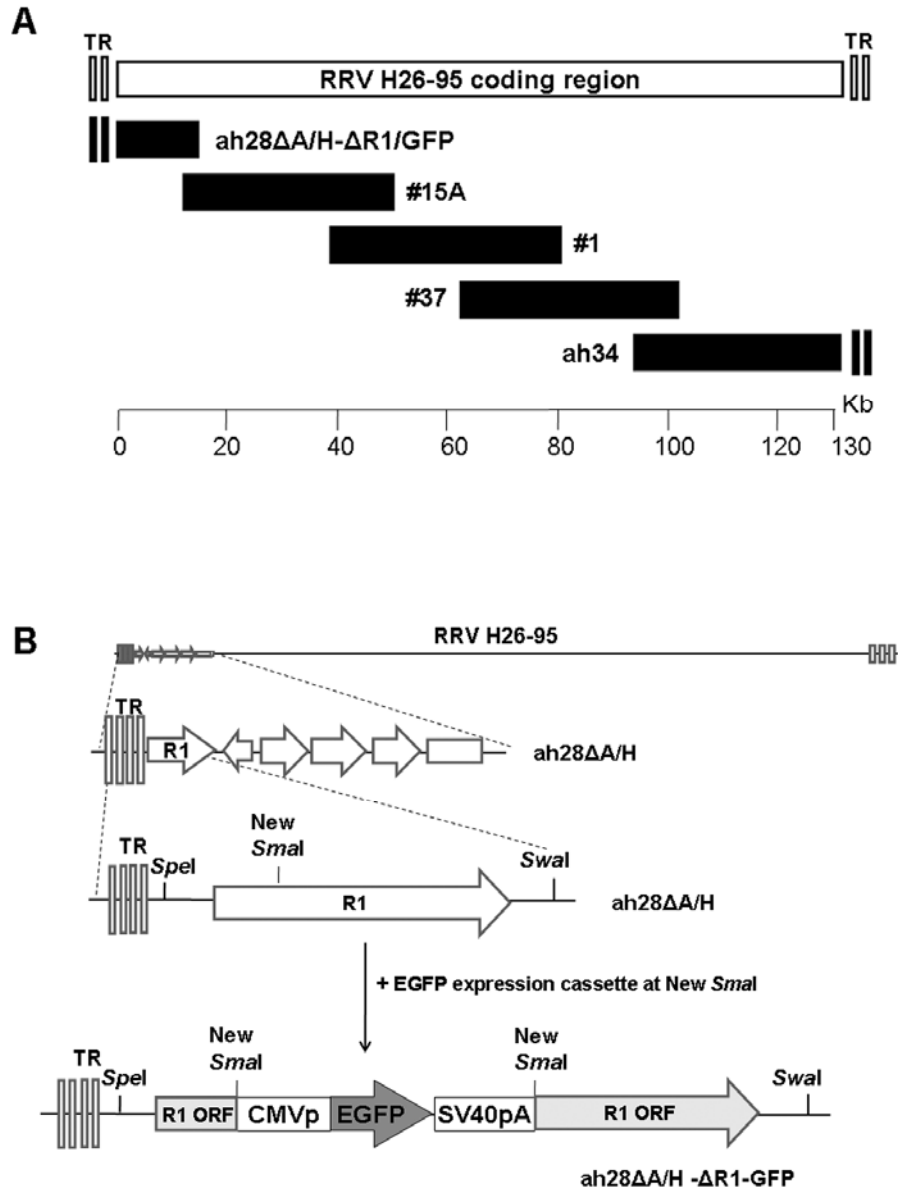 A
TR TR
RRV H26-95 coding region
ah28ΔA/H-ΔR1/GFP
#15A
#1
#37
ah34
Kb
0 20 40 60 80 100 120 130
B
RRV H26-95
TR
R1
ah28ΔA/H
New
SmaI
TR
SpeI
SwaI
R1
ah28ΔA/H
+ EGFP expression cassette at New SmaI
New
SmaI
New
SmaI
TR
SpeI
SwaI
R1 ORF CMVp EGFP SV40pA R1 ORF
ah28ΔA/H -ΔR1-GFP